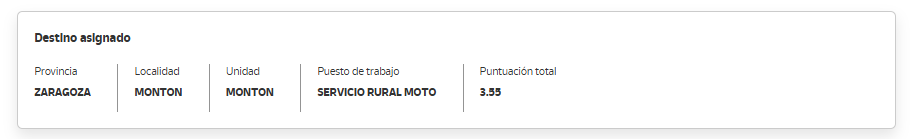 Destino asignado
Provincia Localidad Unidad Puesto de trabajo Puntuación total
ZARAGOZA MONTON MONTON SERVICIO RURAL MOTO 3.55